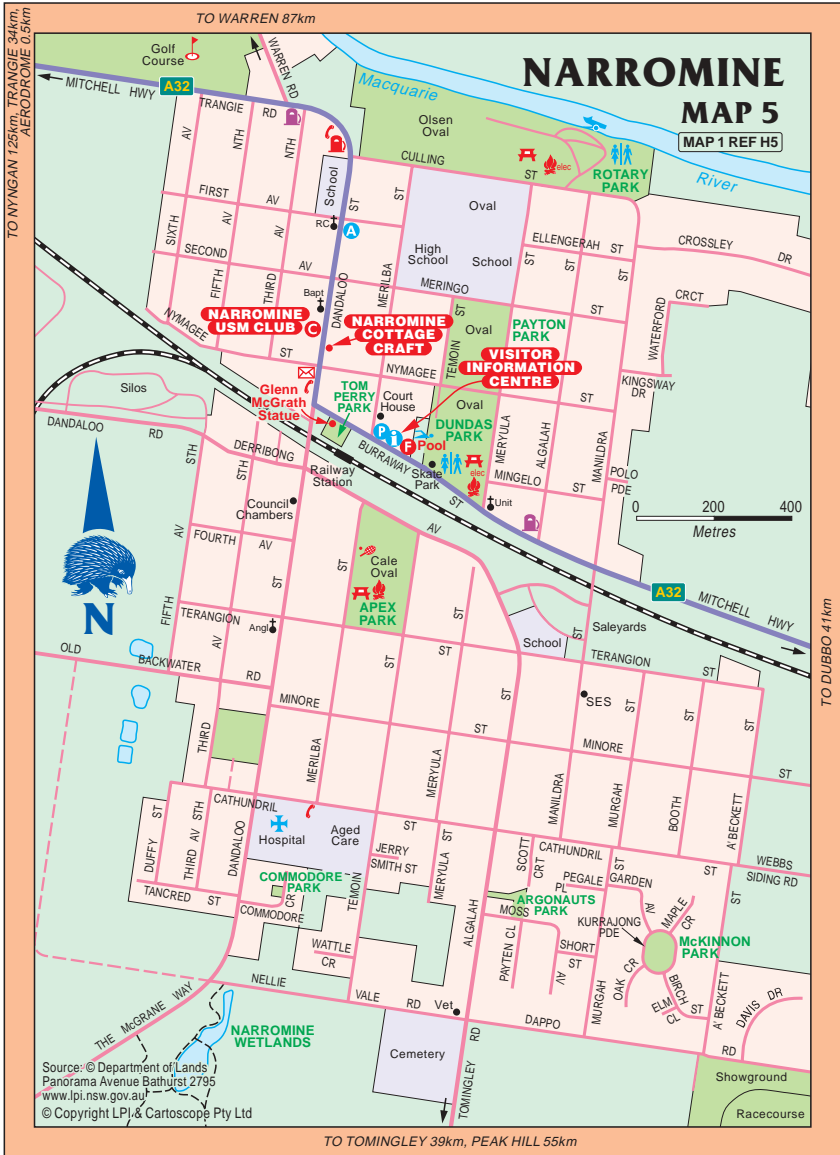 TO WARREN 87km
TO NYNGAN 125km, TRANGIE 34km,
AERODROME 0.5km
NARROMINE
MAP 5
MAP 1 REF H5
Golf
Course
WARREN RD
Macquarie
River
MITCHELL HWY
A32
TRANGIE RD
Olsen
Oval
elec
ROTARY
PARK
CULLING ST
School
AV
NTH
NTH
FIRST AV
RC
ST
A
ST
Oval
High
School
School
ELLENGERAH ST
CROSSLEY DR
SIXTH
SECOND AV
AV
AV
FIFTH
THIRD
DANDALOO
MERILBA
MERINGO ST
ST
ST
Bapt
NARROMINE
USM CLUB
C
NARROMINE
COTTAGE
CRAFT
Oval
PAYTON
PARK
TEMOIN ST
WATERFORD
CRCT
NYMAGEE ST
NYMAGEE ST
VISITOR
INFORMATION
CENTRE
KINGSWAY
DR
Silos
Glenn
McGrath
Statue
TOM
PERRY
PARK
Court
House
P
i
F
Pool
Oval
DUNDAS
PARK
elec
Skate
Park
MERYULA
ALGALAH
MANILDRA
MINGELO ST
POLO
PDE
DANDALOO RD
DERRIBONG AV
STH
STH
Railway
Station
BURRAWAY ST
Unit
0 200 400
Metres
Council
Chambers
AV
FOURTH AV
ST
ST
Cale
Oval
APEX
PARK
N
A32
MITCHELL HWY
TO DUBBO 41km
FIFTH
TERANGION
AV
Angl
ST
ST
ST
School
Saleyards
ST
TERANGION ST
OLD
BACKWATER RD
SES
MINORE ST
MINORE ST
ST
ST
ST
THIRD
MERILBA
MERYULA
MANILDRA
MURGAH
BOOTH
A'BECKETT
CATHUNDRIL ST
Hospital
Aged
Care
DUFFY ST
THIRD AV STH
DANDALOO
JERRY
SMITH ST
MERYULA ST
SCOTT CRT
CATHUNDRIL ST
WEBBS
SIDING RD
TANCRED ST
COMMODORE
PARK
COMMODORE CR
TEMOIN
ALGALAH
PEGALE
PL
GARDEN AV
ST
MAPLE CR
KURRAJONG
PDE
McKINNON
PARK
ARGONAUTS
PARK
MOSS AV
PAYTEN CL
SHORT
ST
WATTLE
CR
OAK CR
BIRCH ST
ELM
CL
MURGAH
A'BECKETT ST
DAVIS DR
NELLIE VALE RD
Vet
DAPPO RD
THE McGRANE WAY
NARROMINE
WETLANDS
Cemetery
TOMINGLEY RD
Showground
Racecourse
Source: © Department of Lands
Panorama Avenue Bathurst 2795
www.lpi.nsw.gov.au
© Copyright LPI & Cartoscope Pty Ltd
TO TOMINGLEY 39km, PEAK HILL 55km